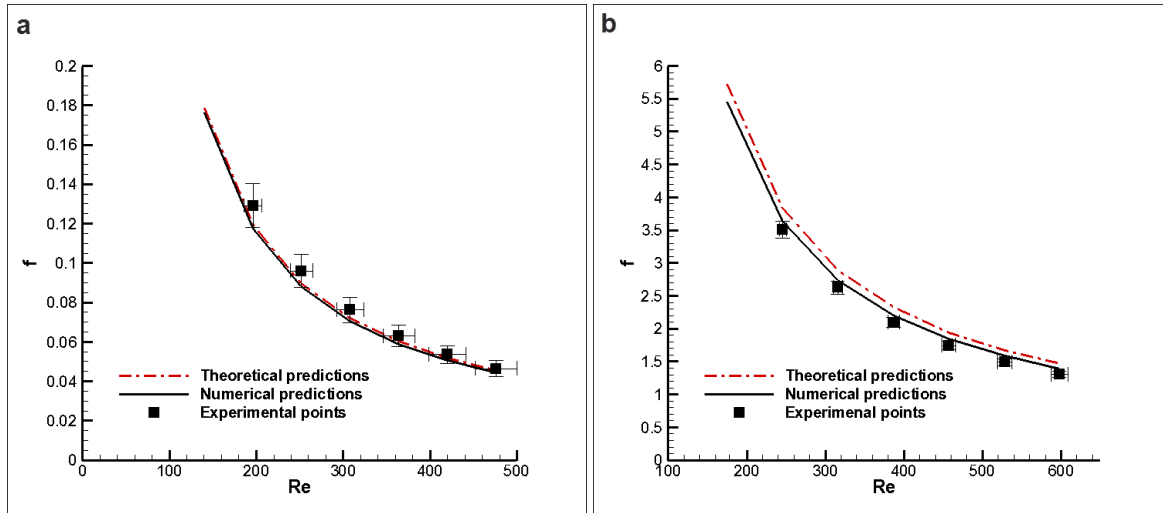 a
0.2
0.18
0.16
0.14
0.12
0.1
0.08
0.06
0.04
0.02
0
f
Theoretical predictions
Numerical predictions
Experimental points
0 100 200 300 400 500
Re
b
6
5.5
5
4.5
4
3.5
3
2.5
2
1.5
1
0.5
0
f
Theoretical predictions
Numerical predictions
Experimenal points
100 200 300 400 500 600
Re